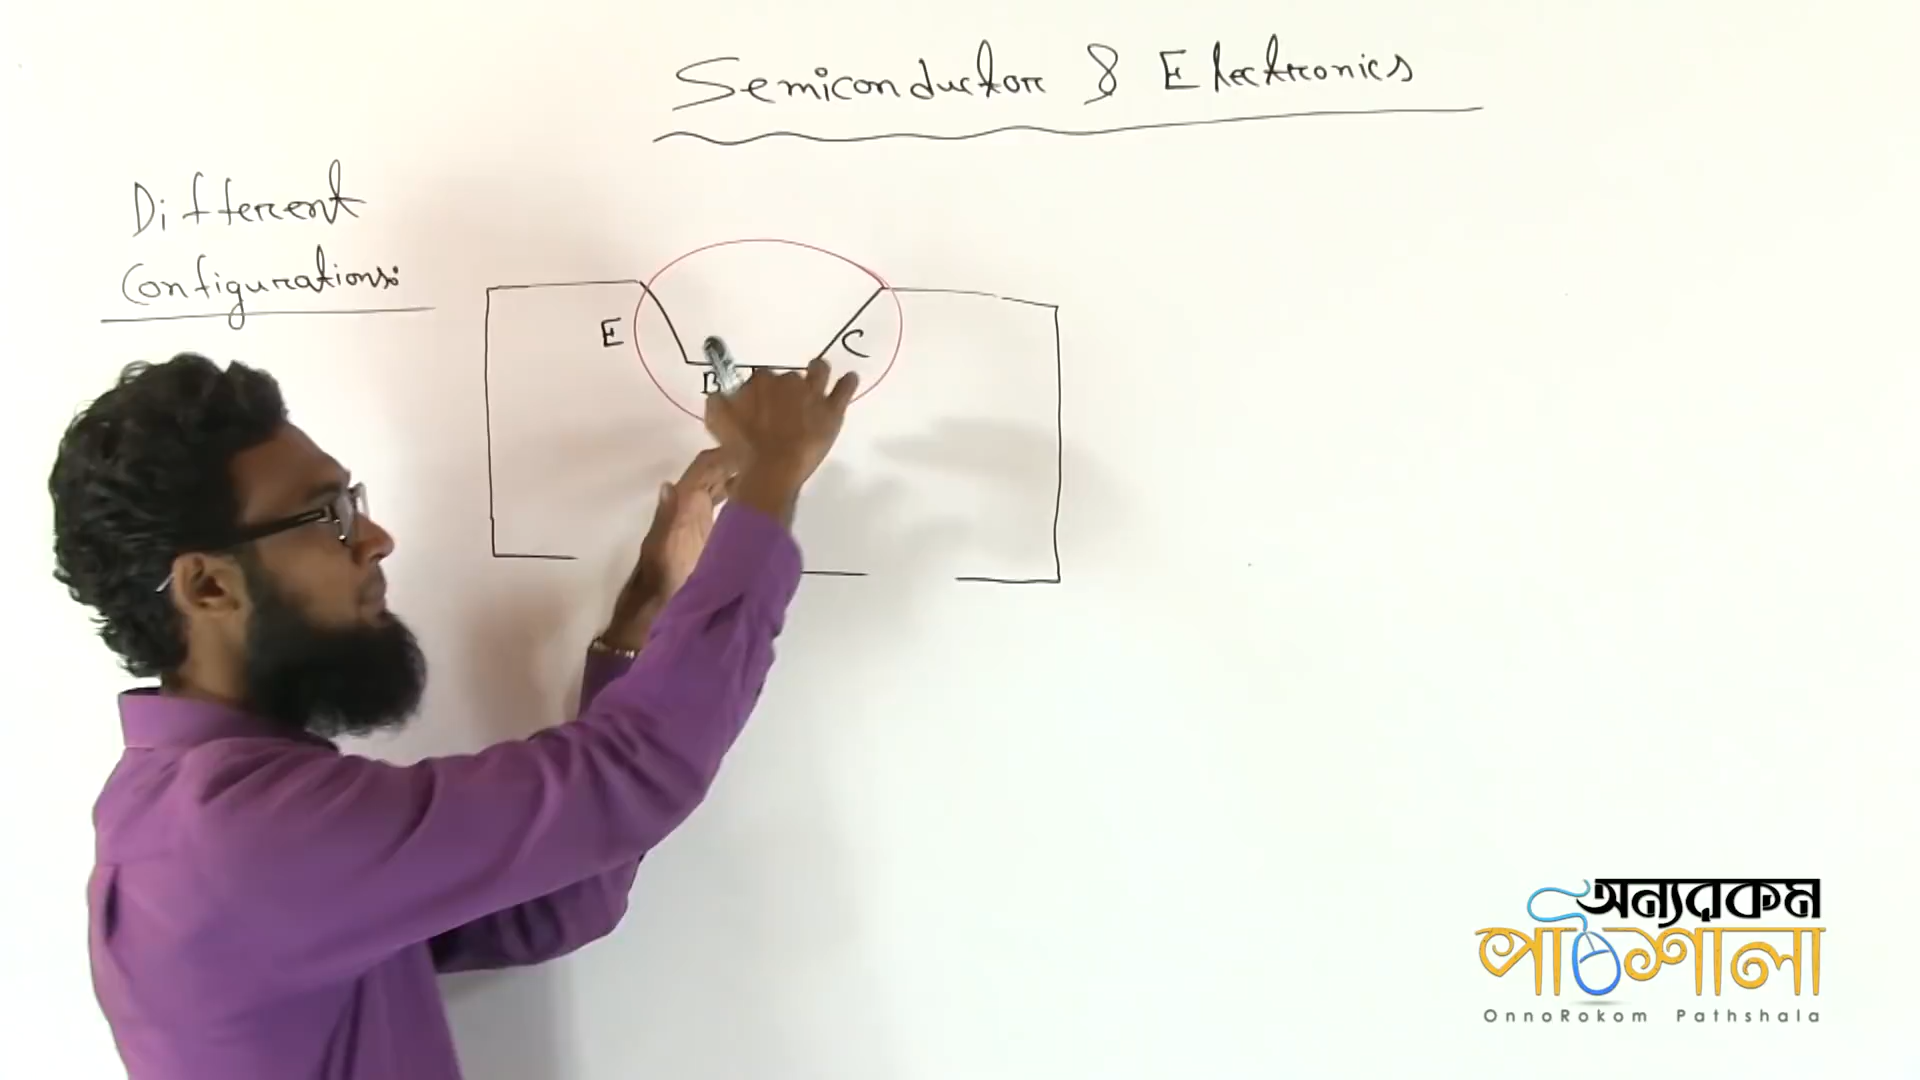 Semiconductor & Electronics
Different
Configurations:
E
C
B
অন্যরকম
পাঠশালা
OnnoRokom Pathshala